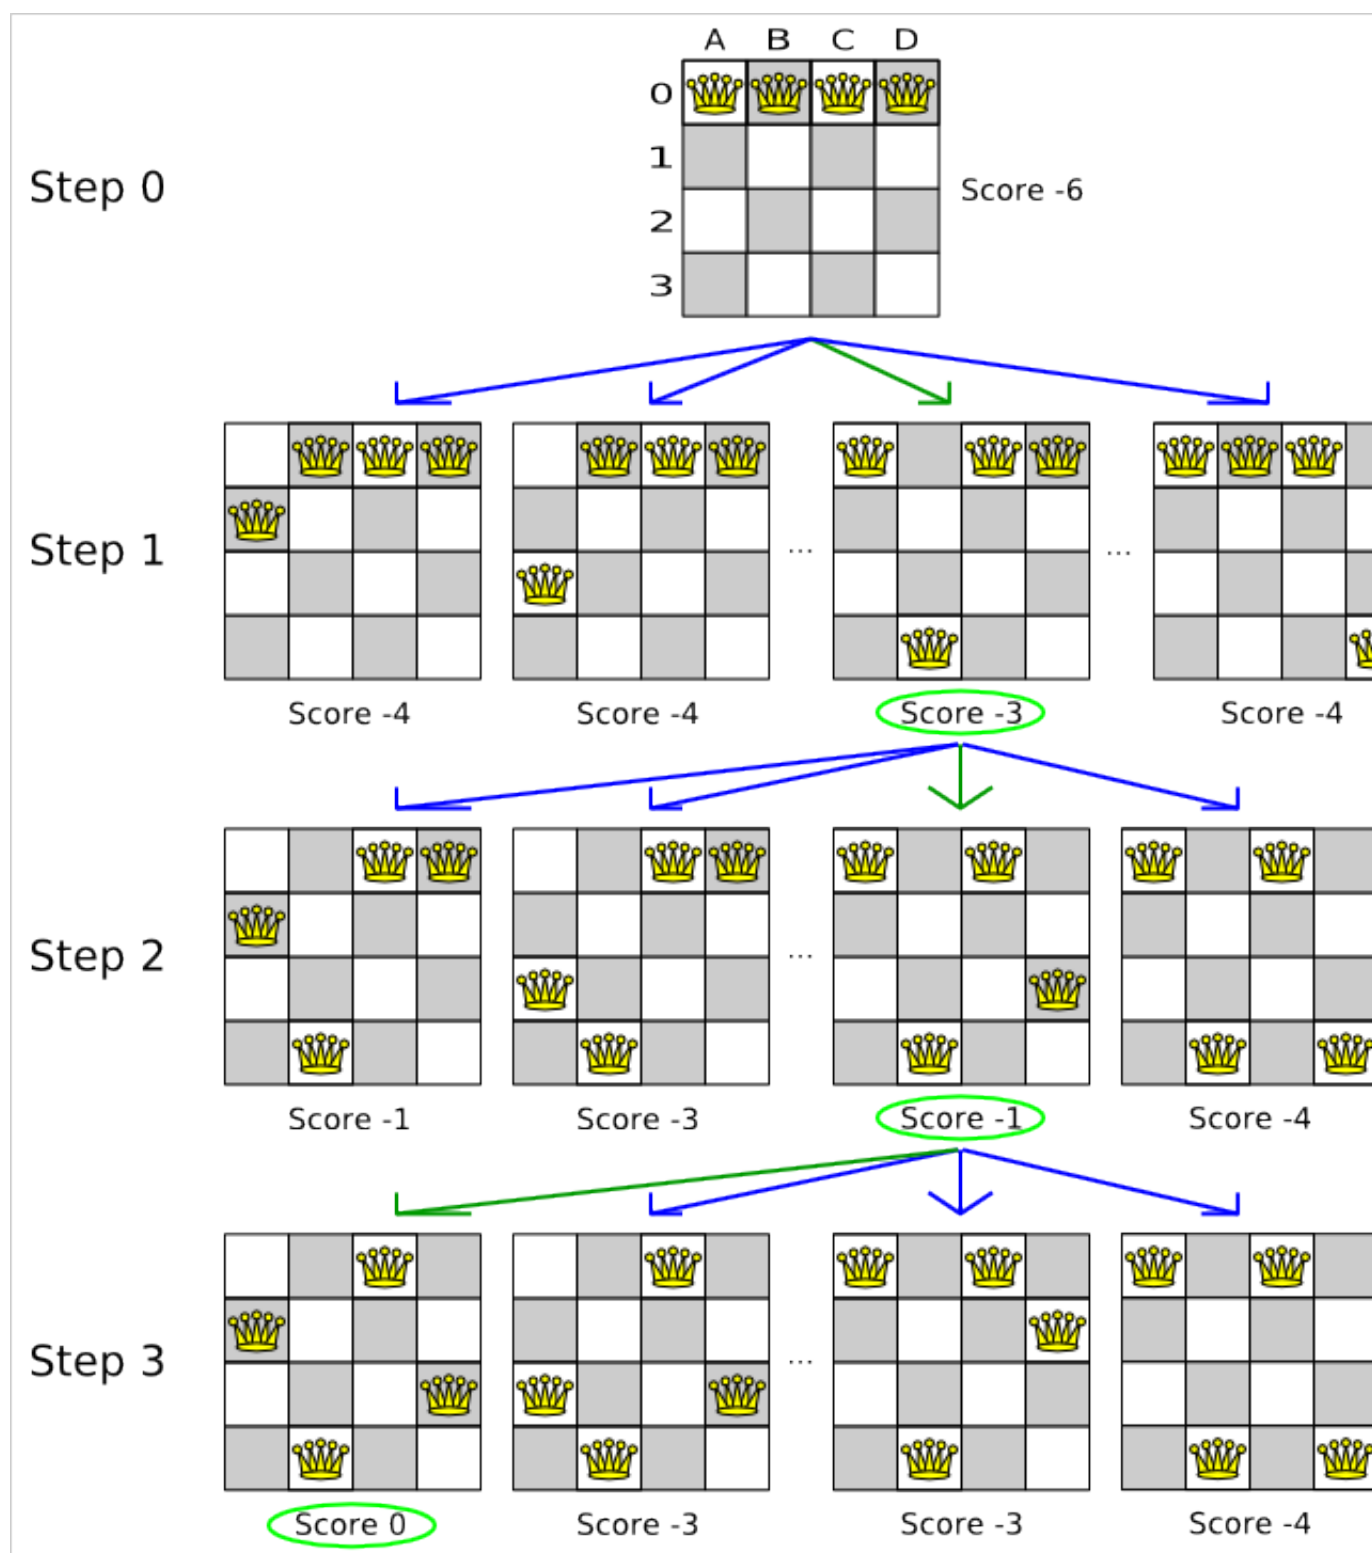 A B C D
0
1
2
3
Step 0
Score -6
Step 1
... ...
Score -4 Score -4 Score -3 Score -4
Step 2
...
Score -1 Score -3 Score -1 Score -4
Step 3
...
Score 0 Score -3 Score -3 Score -4